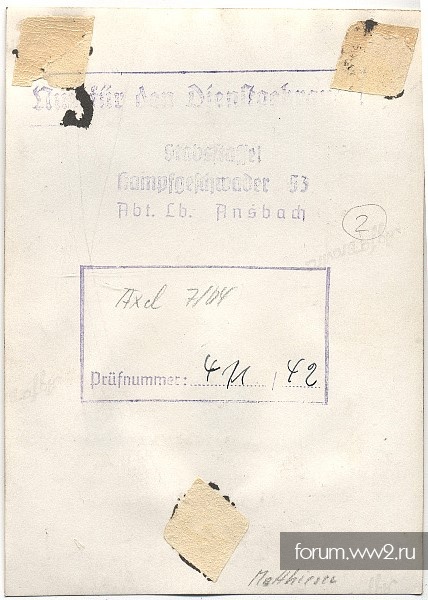 Nur für den Dienstgebrauch
Stabsstaffel
Kampfgeschwader 53
Abt. Lb. Ansbach
2
Axel 7/04
Prüfnummer: 411 / 42
forum.ww2.ru